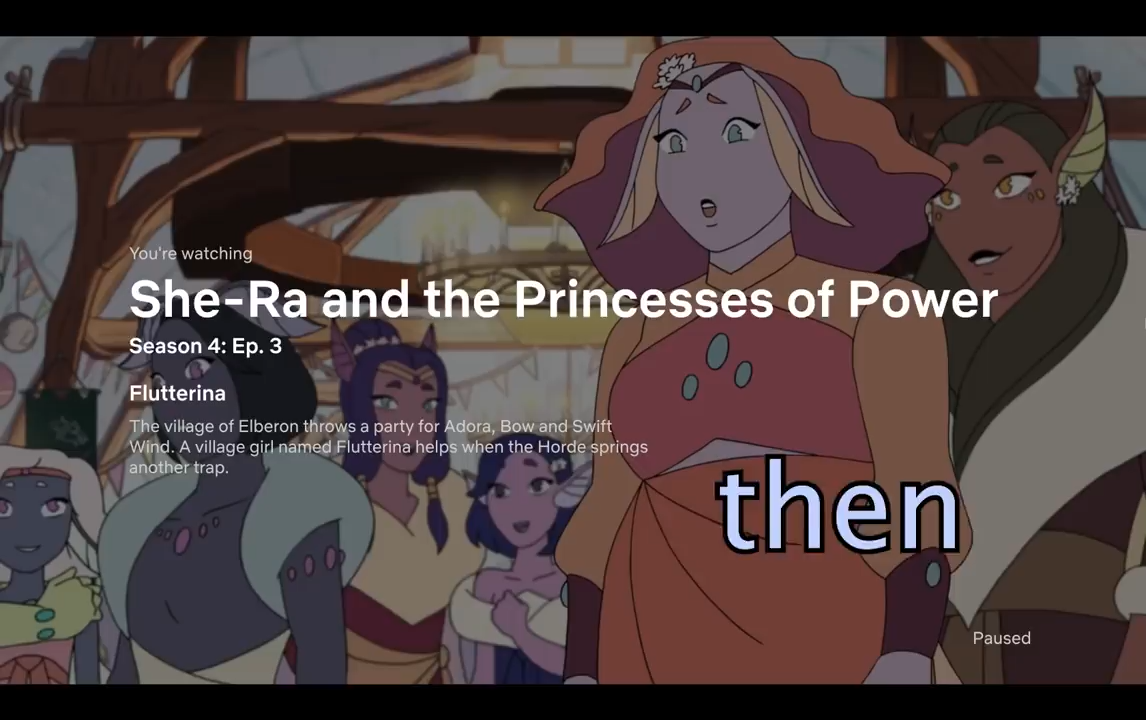 You're watching
She-Ra and the Princesses of Power
Season 4: Ep. 3
Flutterina
The village of Elberon throws a party for Adora, Bow and Swift
Wind. A village girl named Flutterina helps when the Horde springs
another trap.
then
Paused